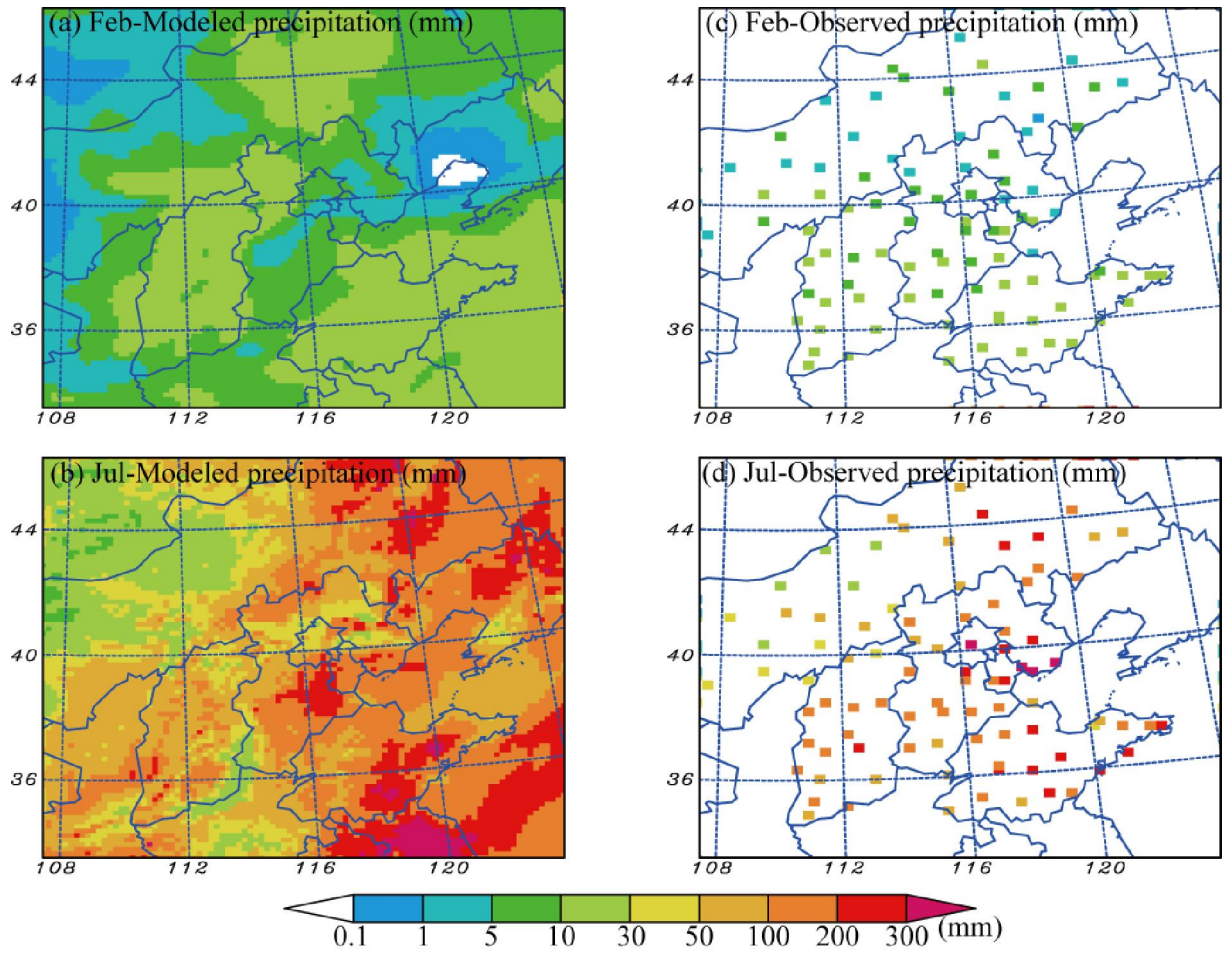 (a) Feb-Modeled precipitation (mm)
44
40
36
108 112 116 120
(c) Feb-Observed precipitation (mm)
44
40
36
108 112 116 120
(b) Jul-Modeled precipitation (mm)
44
40
36
108 112 116 120
(d) Jul-Observed precipitation (mm)
44
40
36
108 112 116 120
0.1 1 5 10 30 50 100 200 300 (mm)